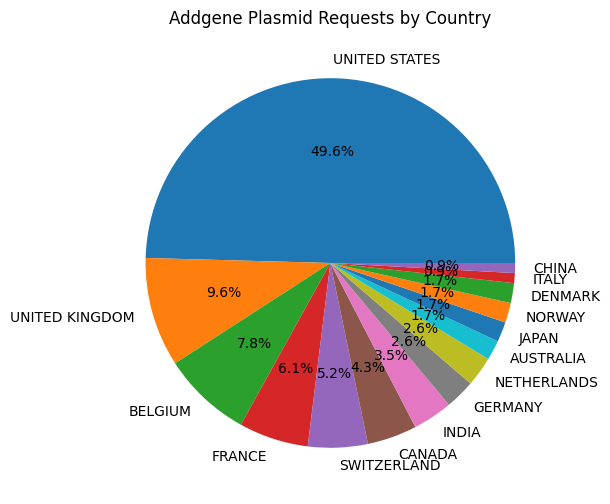 Addgene Plasmid Requests by Country
UNITED STATES
49.6%
UNITED KINGDOM
9.6%
BELGIUM
7.8%
FRANCE
6.1%
SWITZERLAND
5.2%
CANADA
4.3%
INDIA
3.5%
GERMANY
2.6%
NETHERLANDS
2.6%
AUSTRALIA
1.7%
JAPAN
1.7%
NORWAY
1.7%
DENMARK
1.7%
ITALY
0.9%
CHINA
0.9%